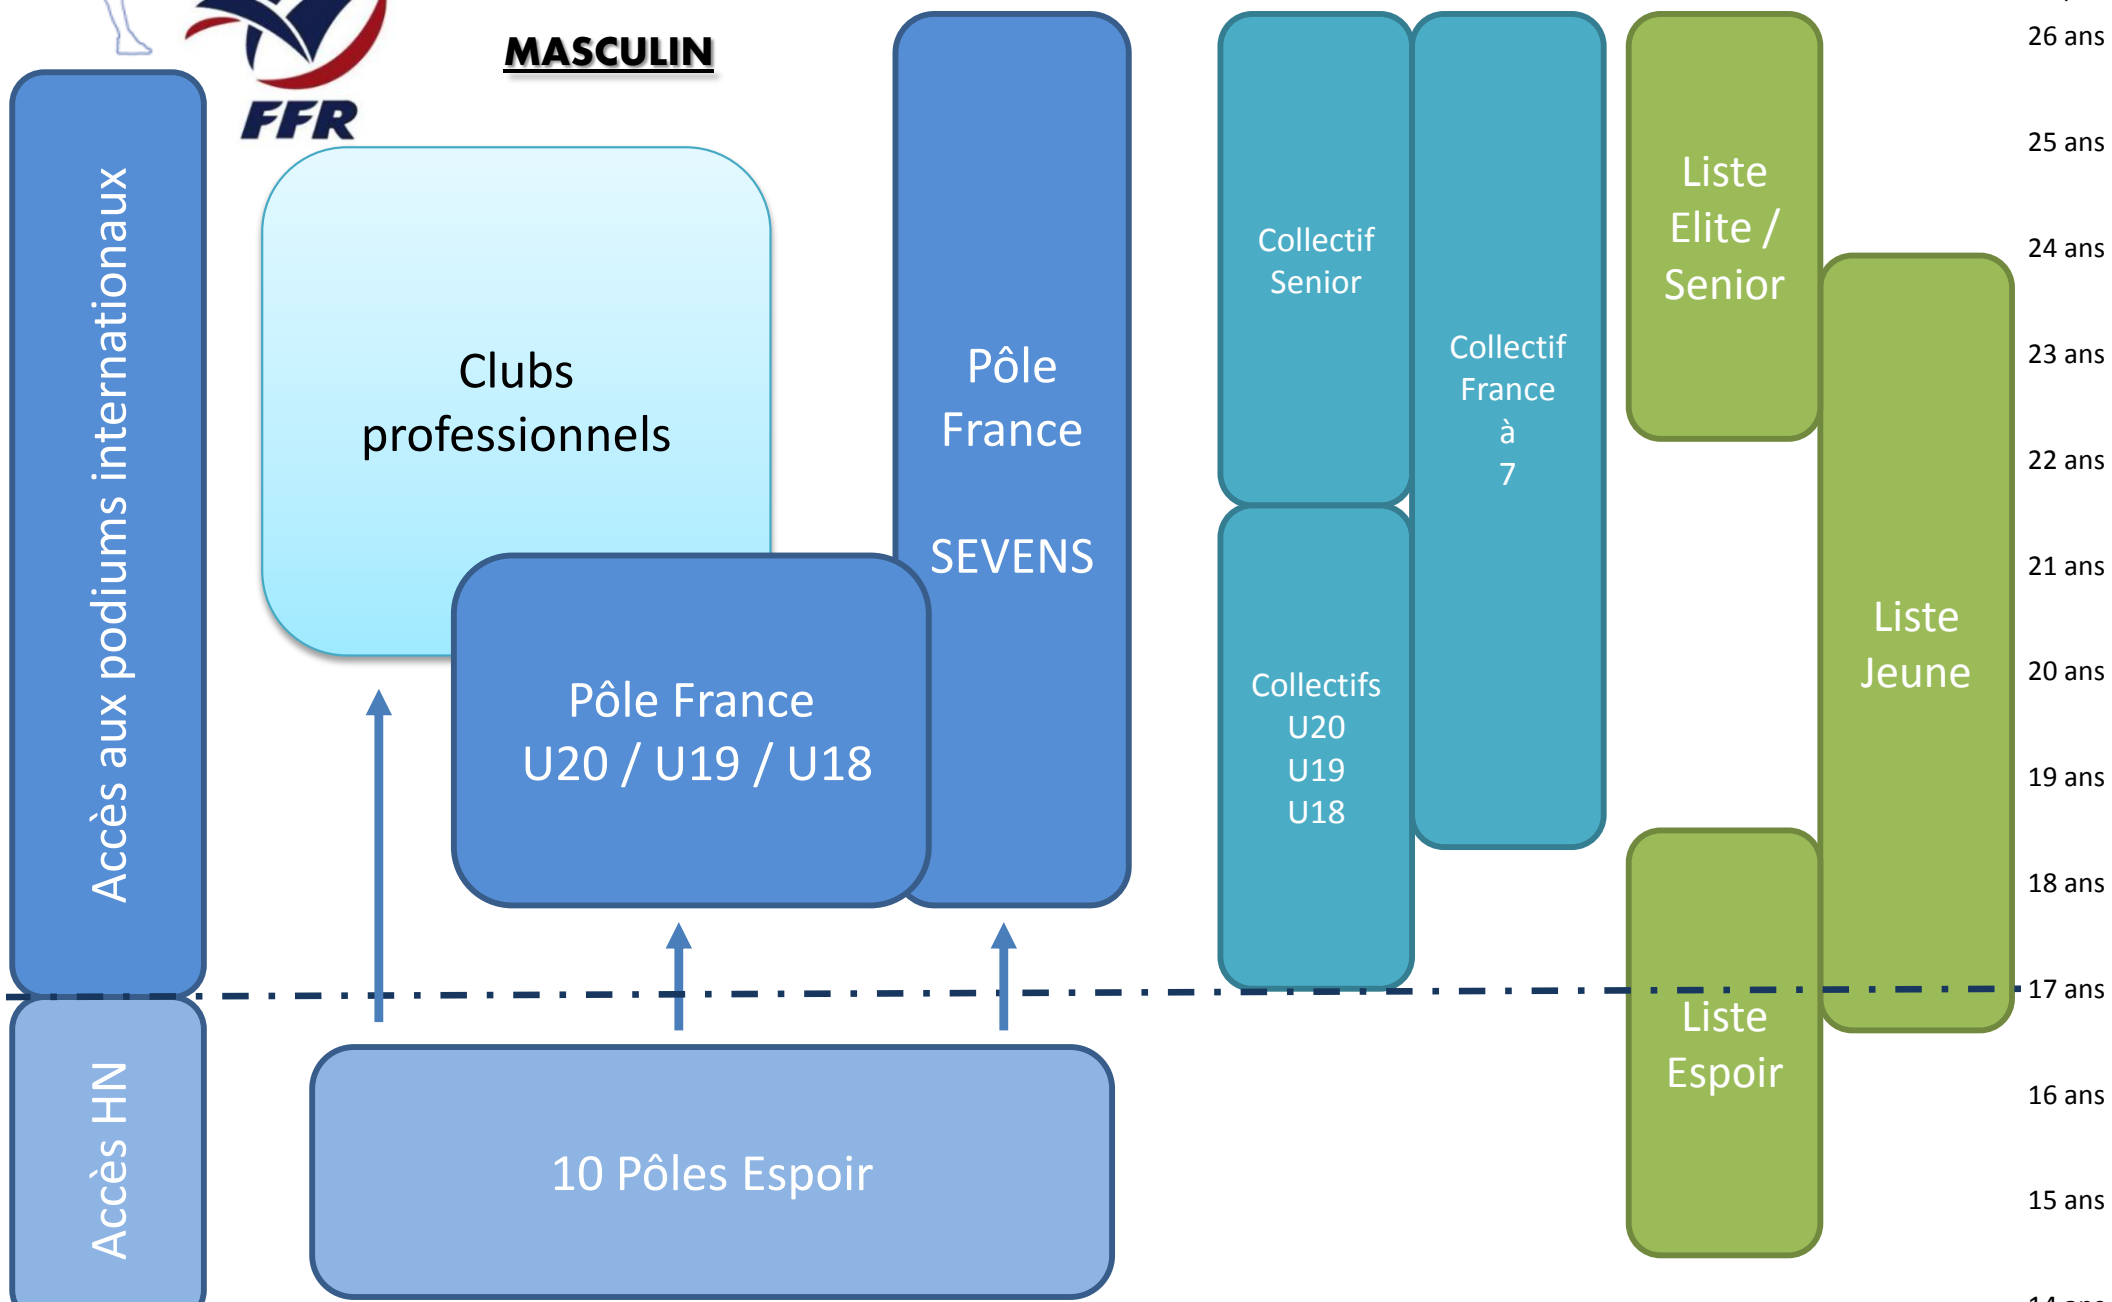 MASCULIN
FFR
Accès aux podiums internationaux
Accès HN
Clubs
professionnels
Pôle
France
SEVENS
Pôle France
U20 / U19 / U18
10 Pôles Espoir
Collectif
Senior
Collectifs
U20
U19
U18
Collectif
France
à
7
Liste
Elite /
Senior
Liste
Jeune
Liste
Espoir
26 ans
25 ans
24 ans
23 ans
22 ans
21 ans
20 ans
19 ans
18 ans
17 ans
16 ans
15 ans